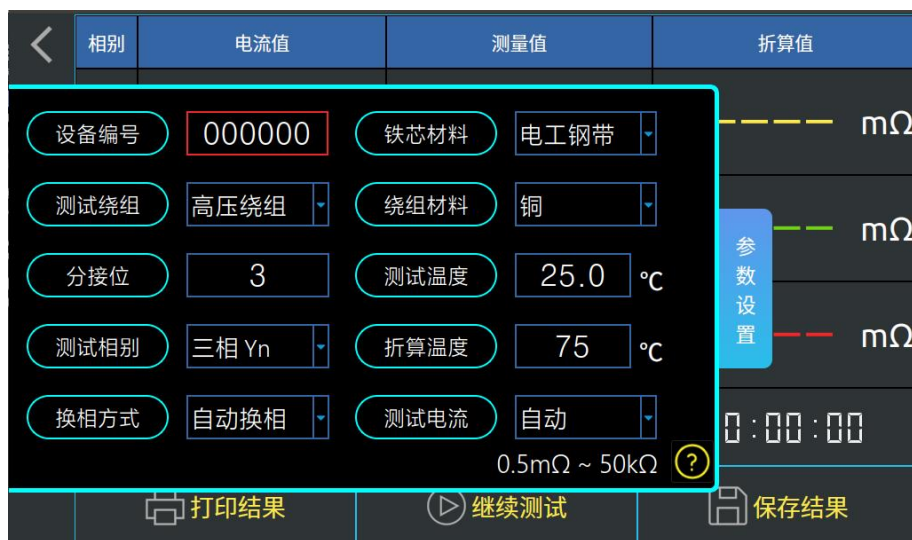 相别 电流值 测量值 折算值
设备编号 000000 铁芯材料 电工钢带
mΩ
测试绕组 高压绕组 绕组材料 铜
mΩ
分接位 3 测试温度 25.0 ℃
参数设置
测试相别 三相 Yn 折算温度 75 ℃
mΩ
换相方式 自动换相 测试电流 自动
0:00:00
0.5mΩ ~ 50kΩ ?
打印结果 继续测试 保存结果